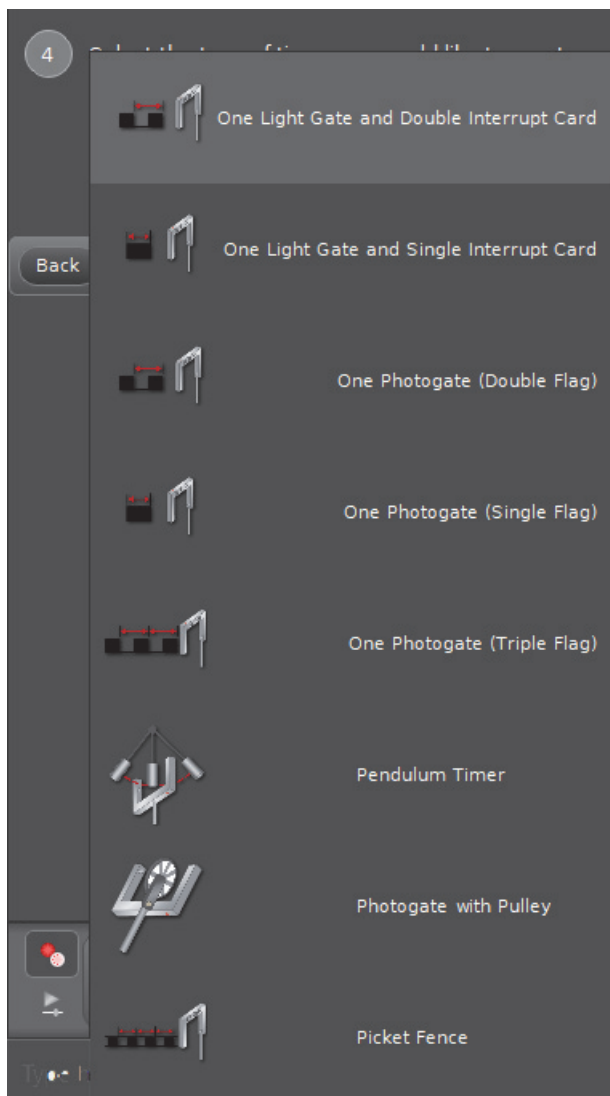 4
One Light Gate and Double Interrupt Card
One Light Gate and Single Interrupt Card
Back
One Photogate (Double Flag)
One Photogate (Single Flag)
One Photogate (Triple Flag)
Pendulum Timer
Photogate with Pulley
Picket Fence